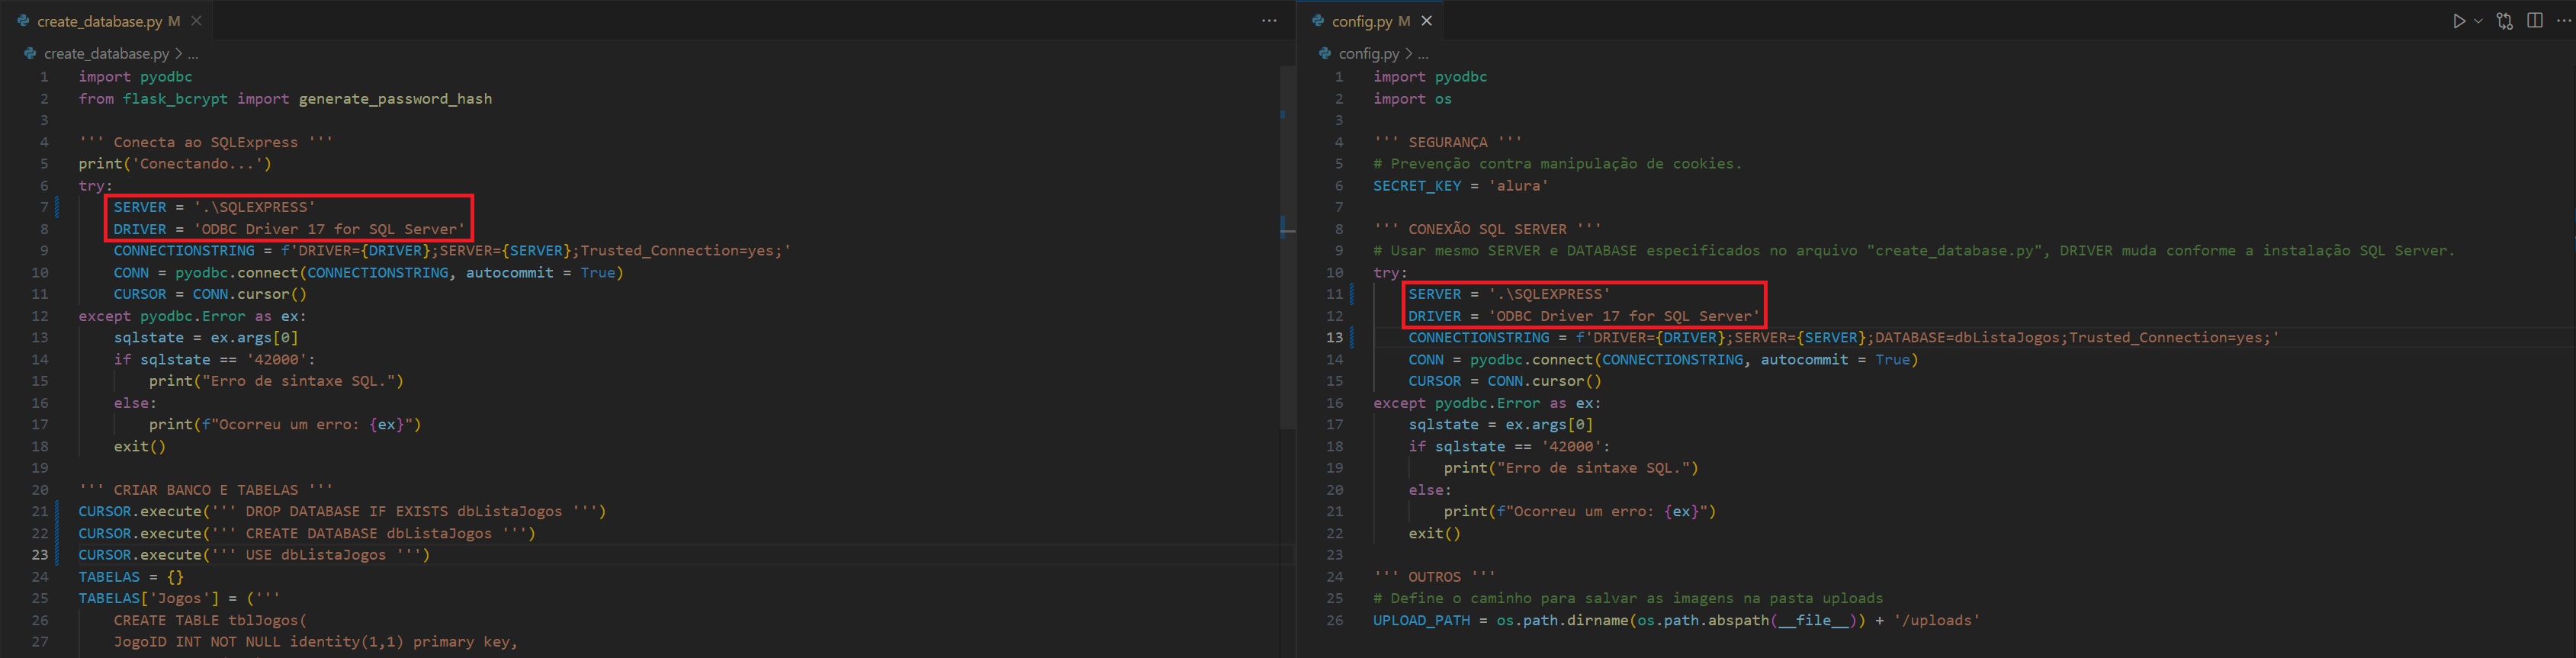 create_database.py M
create_database.py > ...
1 import pyodbc
2 from flask_bcrypt import generate_password_hash
3
4 ''' Conecta ao SQLExpress '''
5 print('Conectando...')
6 try:
7 SERVER = '.\SQLEXPRESS'
8 DRIVER = 'ODBC Driver 17 for SQL Server'
9 CONNECTIONSTRING = f'DRIVER={DRIVER};SERVER={SERVER};Trusted_Connection=yes;'
10 CONN = pyodbc.connect(CONNECTIONSTRING, autocommit = True)
11 CURSOR = CONN.cursor()
12 except pyodbc.Error as ex:
13 sqlstate = ex.args[0]
14 if sqlstate == '42000':
15 print("Erro de sintaxe SQL.")
16 else:
17 print(f"Ocorreu um erro: {ex}")
18 exit()
19
20 ''' CRIAR BANCO E TABELAS '''
21 CURSOR.execute(''' DROP DATABASE IF EXISTS dbListaJogos ''')
22 CURSOR.execute(''' CREATE DATABASE dbListaJogos ''')
23 CURSOR.execute(''' USE dbListaJogos ''')
24 TABELAS = {}
25 TABELAS['Jogos'] = ('''
26 CREATE TABLE tblJogos(
27 JogoID INT NOT NULL identity(1,1) primary key,
config.py M
config.py > ...
1 import pyodbc
2 import os
3
4 ''' SEGURANÇA '''
5 # Prevenção contra manipulação de cookies.
6 SECRET_KEY = 'alura'
7
8 ''' CONEXÃO SQL SERVER '''
9 # Usar mesmo SERVER e DATABASE especificados no arquivo "create_database.py", DRIVER muda conforme a instalação SQL Server.
10 try:
11 SERVER = '.\SQLEXPRESS'
12 DRIVER = 'ODBC Driver 17 for SQL Server'
13 CONNECTIONSTRING = f'DRIVER={DRIVER};SERVER={SERVER};DATABASE=dbListaJogos;Trusted_Connection=yes;'
14 CONN = pyodbc.connect(CONNECTIONSTRING, autocommit = True)
15 CURSOR = CONN.cursor()
16 except pyodbc.Error as ex:
17 sqlstate = ex.args[0]
18 if sqlstate == '42000':
19 print("Erro de sintaxe SQL.")
20 else:
21 print(f"Ocorreu um erro: {ex}")
22 exit()
23
24 ''' OUTROS '''
25 # Define o caminho para salvar as imagens na pasta uploads
26 UPLOAD_PATH = os.path.dirname(os.path.abspath(__file__)) + '/uploads'